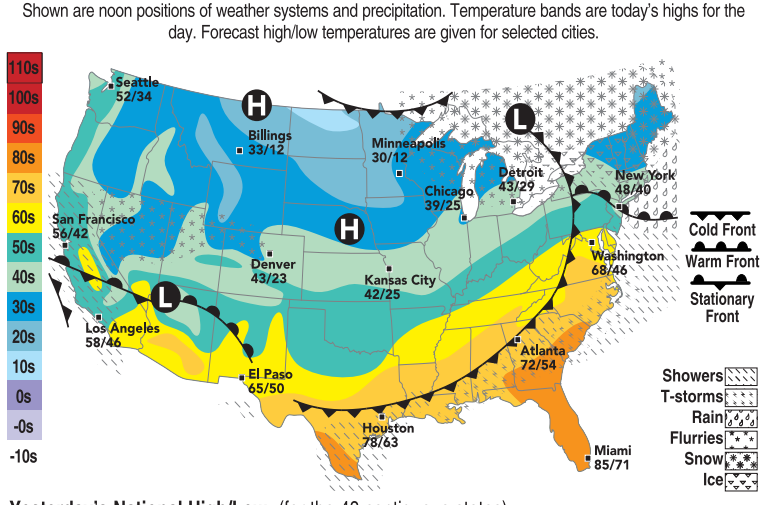 Shown are noon positions of weather systems and precipitation. Temperature bands are today's highs for the
day. Forecast high/low temperatures are given for selected cities.
110s
100s
90s
80s
70s
60s
50s
40s
30s
20s
10s
0s
-0s
-10s
Seattle
52/34
H
Billings
33/12
Minneapolis
30/12
L
Detroit
43/29
New York
48/40
Chicago
39/25
San Francisco
56/42
H
Denver
43/23
Kansas City
42/25
Washington
68/46
L
Los Angeles
58/46
El Paso
65/50
Atlanta
72/54
Houston
78/63
Miami
85/71
Cold Front
Warm Front
Stationary
Front
Showers
T-storms
Rain
Flurries
Snow
Ice